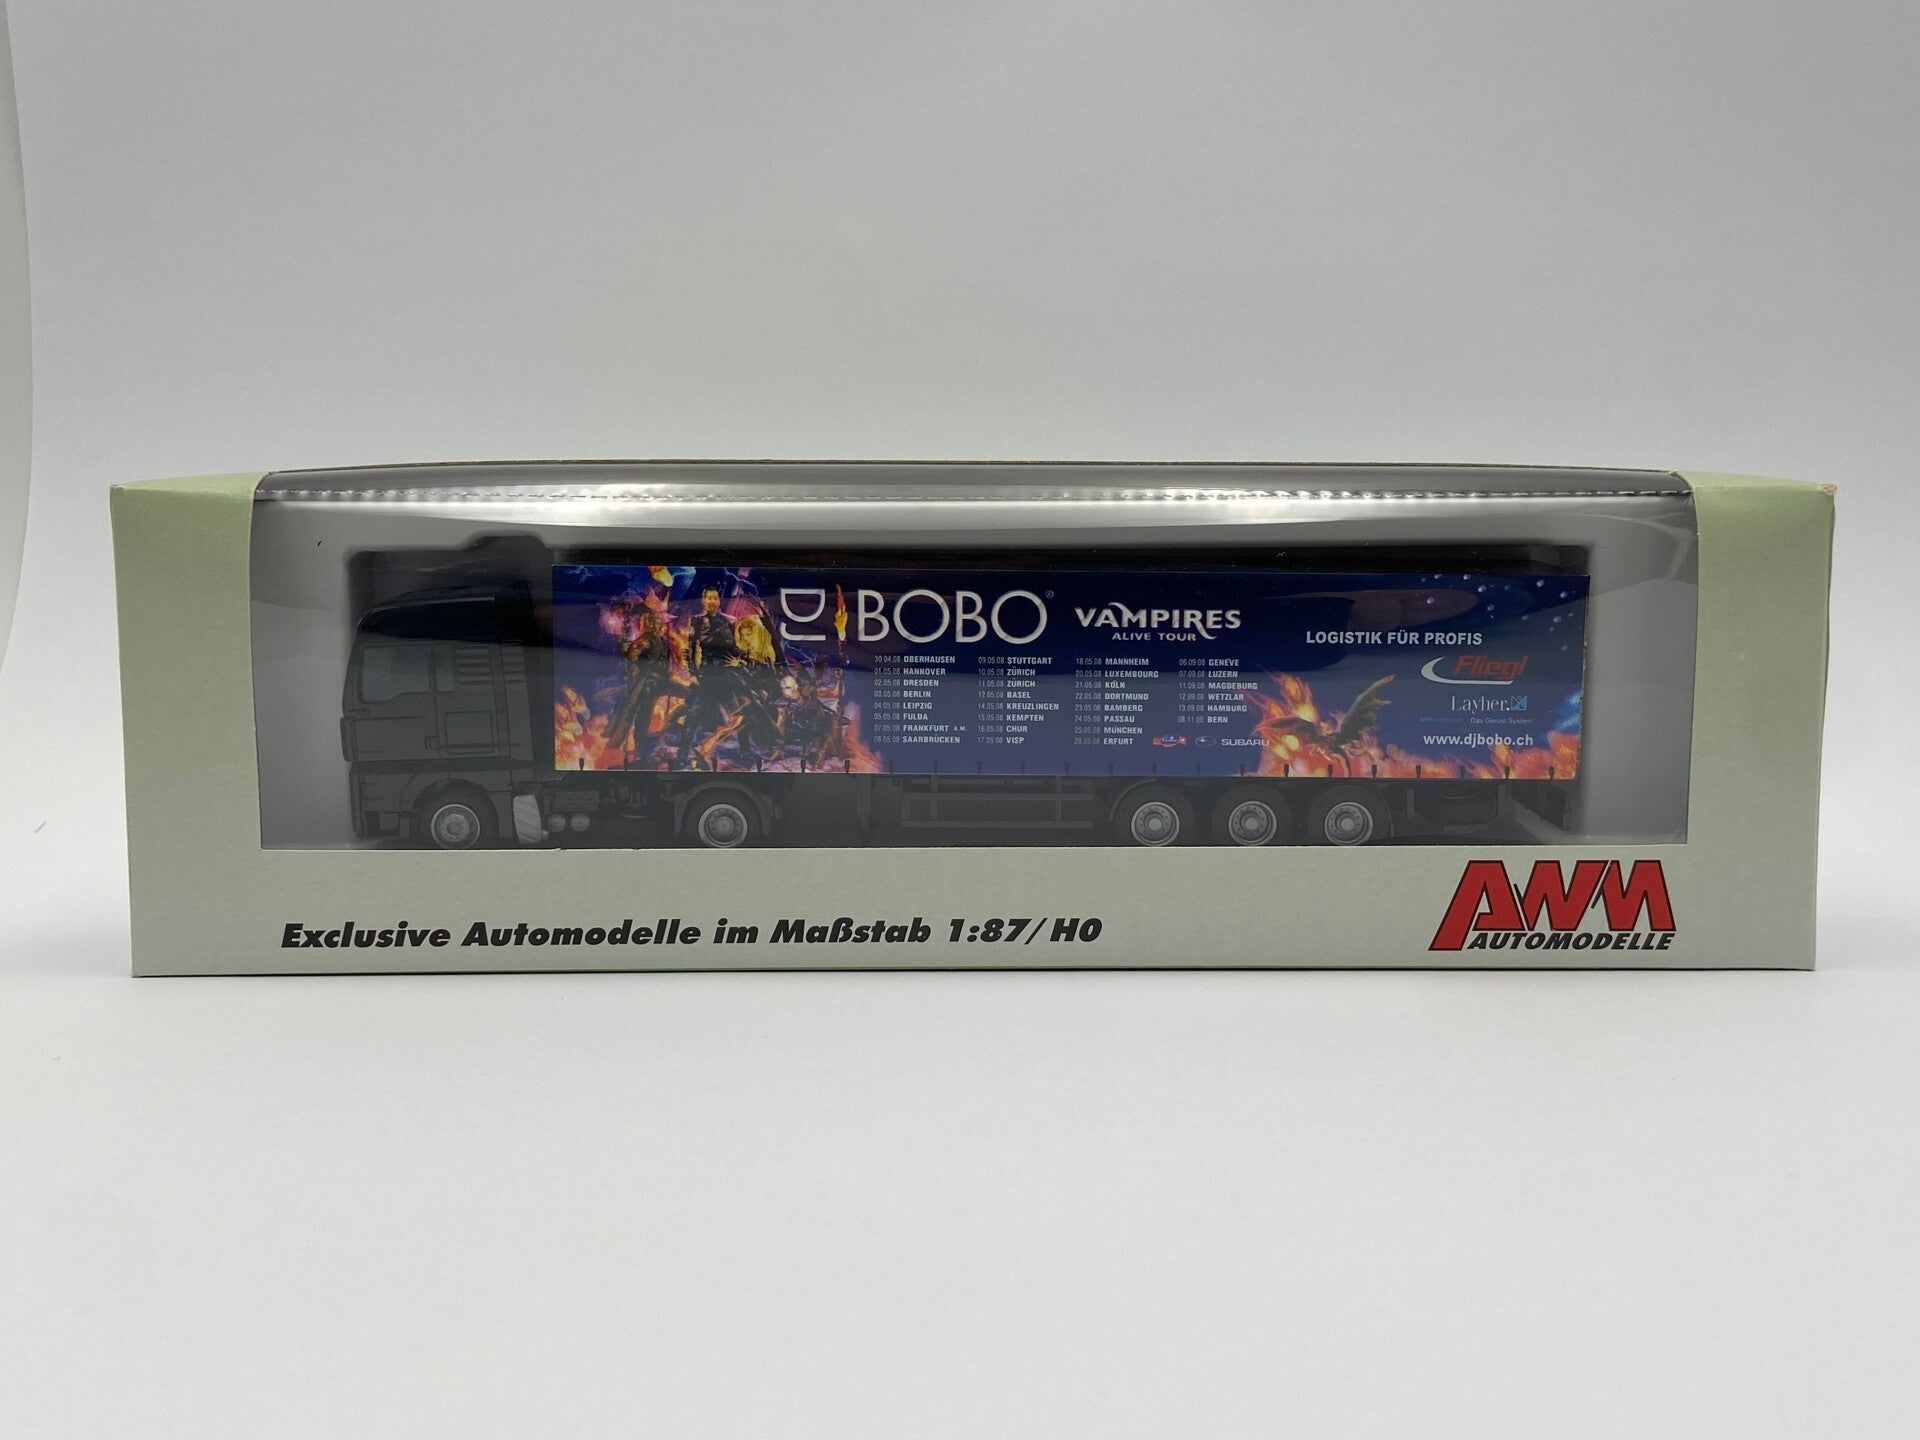 DJ BOBO®
VAMPIRES
ALIVE TOUR
30.04.08 OBERHAUSEN
01.05.08 HANNOVER
02.05.08 DRESDEN
03.05.08 BERLIN
04.05.08 LEIPZIG
05.05.08 FULDA
07.05.08 FRANKFURT A.M.
08.05.08 SAARBRÜCKEN
09.05.08 STUTTGART
10.05.08 ZÜRICH
11.05.08 ZÜRICH
12.05.08 BASEL
14.05.08 KREUZLINGEN
15.05.08 KEMPTEN
16.05.08 CHUR
17.05.08 VISP
18.05.08 MANNHEIM
20.05.08 LUXEMBOURG
21.05.08 KÖLN
22.05.08 DORTMUND
23.05.08 BAMBERG
24.05.08 PASSAU
25.05.08 MÜNCHEN
29.05.08 ERFURT
06.09.08 GENEVE
07.09.08 LUZERN
11.09.08 MAGDEBURG
12.09.08 WETZLAR
13.09.08 HAMBURG
08.11.08 BERN
SUBARU
LOGISTIK FÜR PROFIS
Fliegl
Layher.
Mehr möglich. Das Gerüst System.
www.djbobo.ch
Exclusive Automodelle im Maßstab 1:87/H0
AWM
AUTOMODELLE